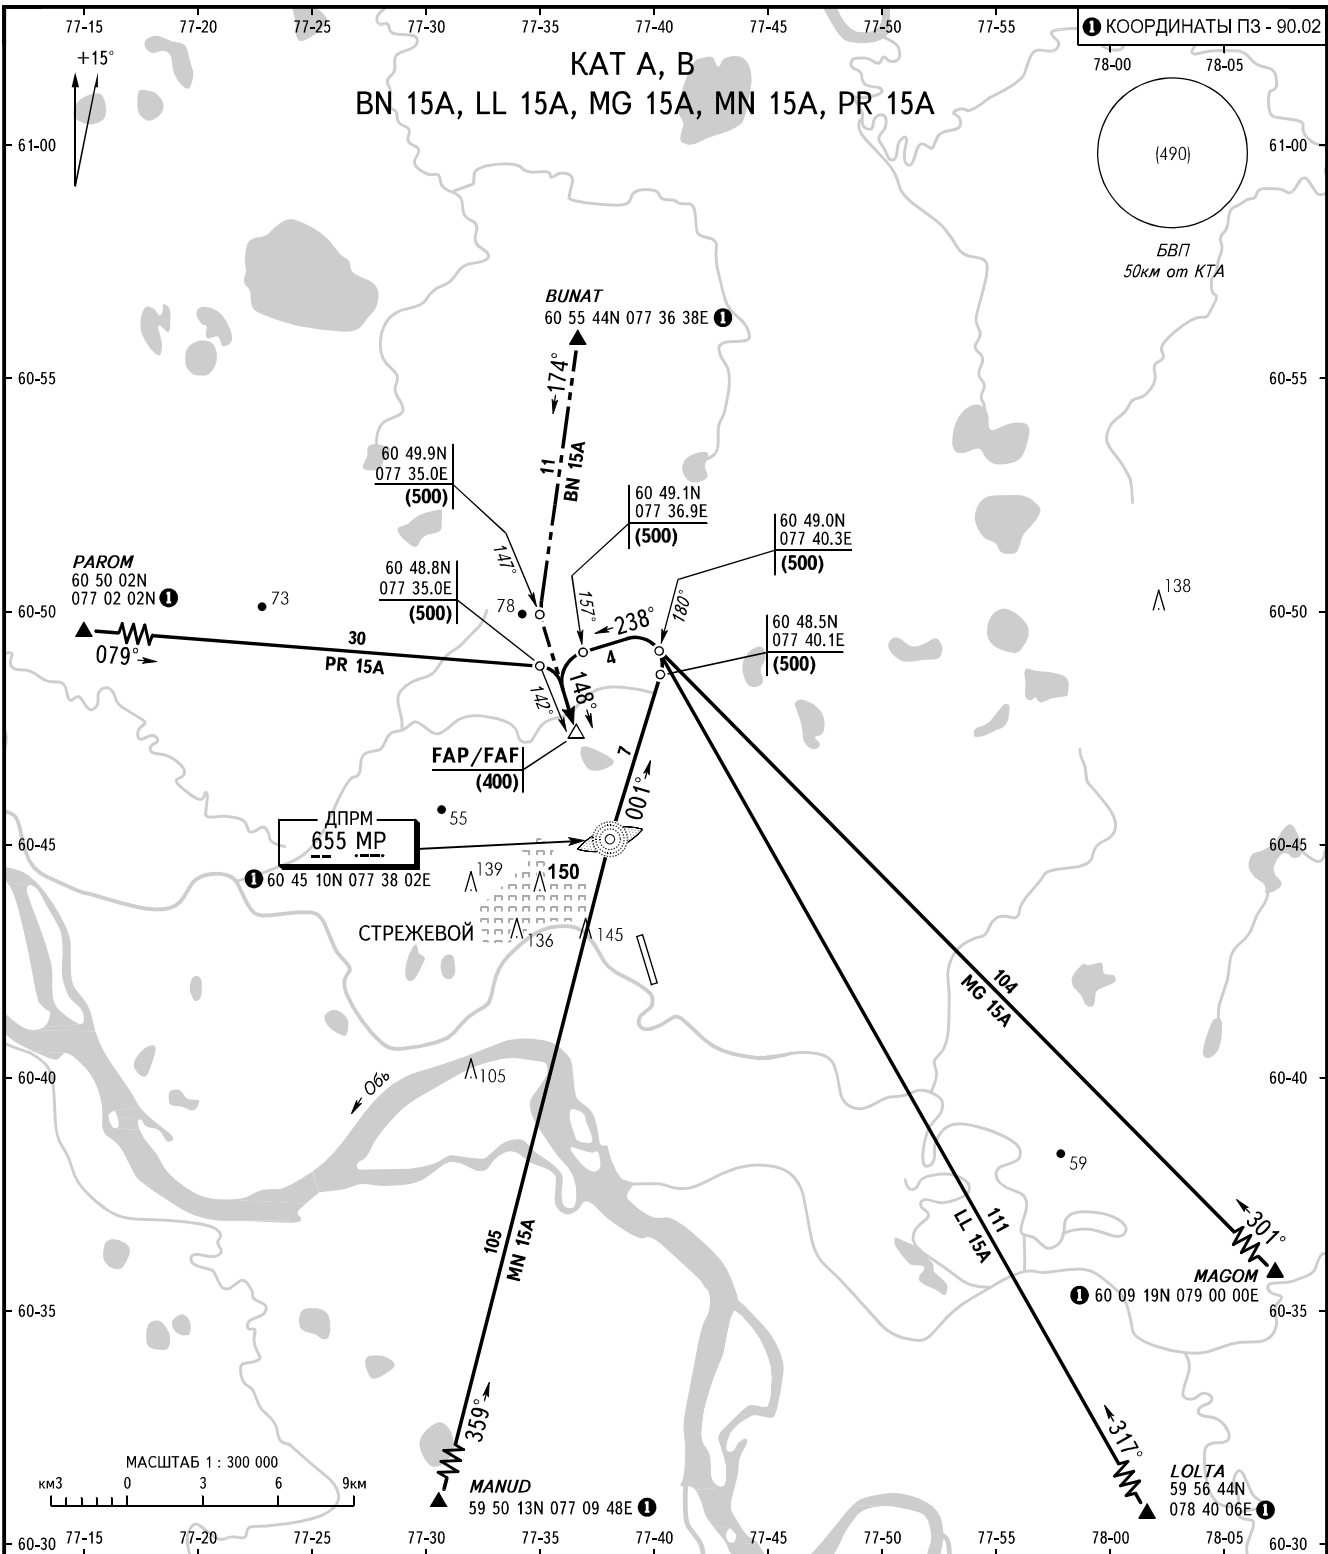 77-15 77-20 77-25 77-30 77-35 77-40 77-45 77-50 77-55
❶ КООРДИНАТЫ ПЗ - 90.02
78-00 78-05
+15°
КАТ А, В
BN 15A, LL 15A, MG 15A, MN 15A, PR 15A
61-00
61-00
(490)
БВП
50км от КТА
BUNAT
60 55 44N 077 36 38E ❶
60-55
60-55
174°
11
BN 15A
60 49.9N
077 35.0E
(500)
60 49.1N
077 36.9E
(500)
60 49.0N
077 40.3E
(500)
147°
PAROM
60 50 02N
077 02 02N ❶
60 48.8N
077 35.0E
(500)
157°
180°
138
60-50
60-50
73
78
238°
60 48.5N
077 40.1E
(500)
079°
30
PR 15A
4
142°
148°
FAP/FAF
(400)
7
001°
55
ДПРМ
655 МР
60-45
60-45
❶ 60 45 10N 077 38 02E
139
150
СТРЕЖЕВОЙ
136
145
104
MG 15A
60-40
60-40
Обь
105
59
105
MN 15A
111
LL 15A
301°
MAGOM
❶ 60 09 19N 079 00 00E
60-35
60-35
359°
317°
МАСШТАБ 1 : 300 000
км3 0 3 6 9км
MANUD
59 50 13N 077 09 48E ❶
LOLTA
59 56 44N
078 40 06E ❶
60-30 77-15 77-20 77-25 77-30 77-35 77-40 77-45 77-50 77-55 78-00 78-05 60-30